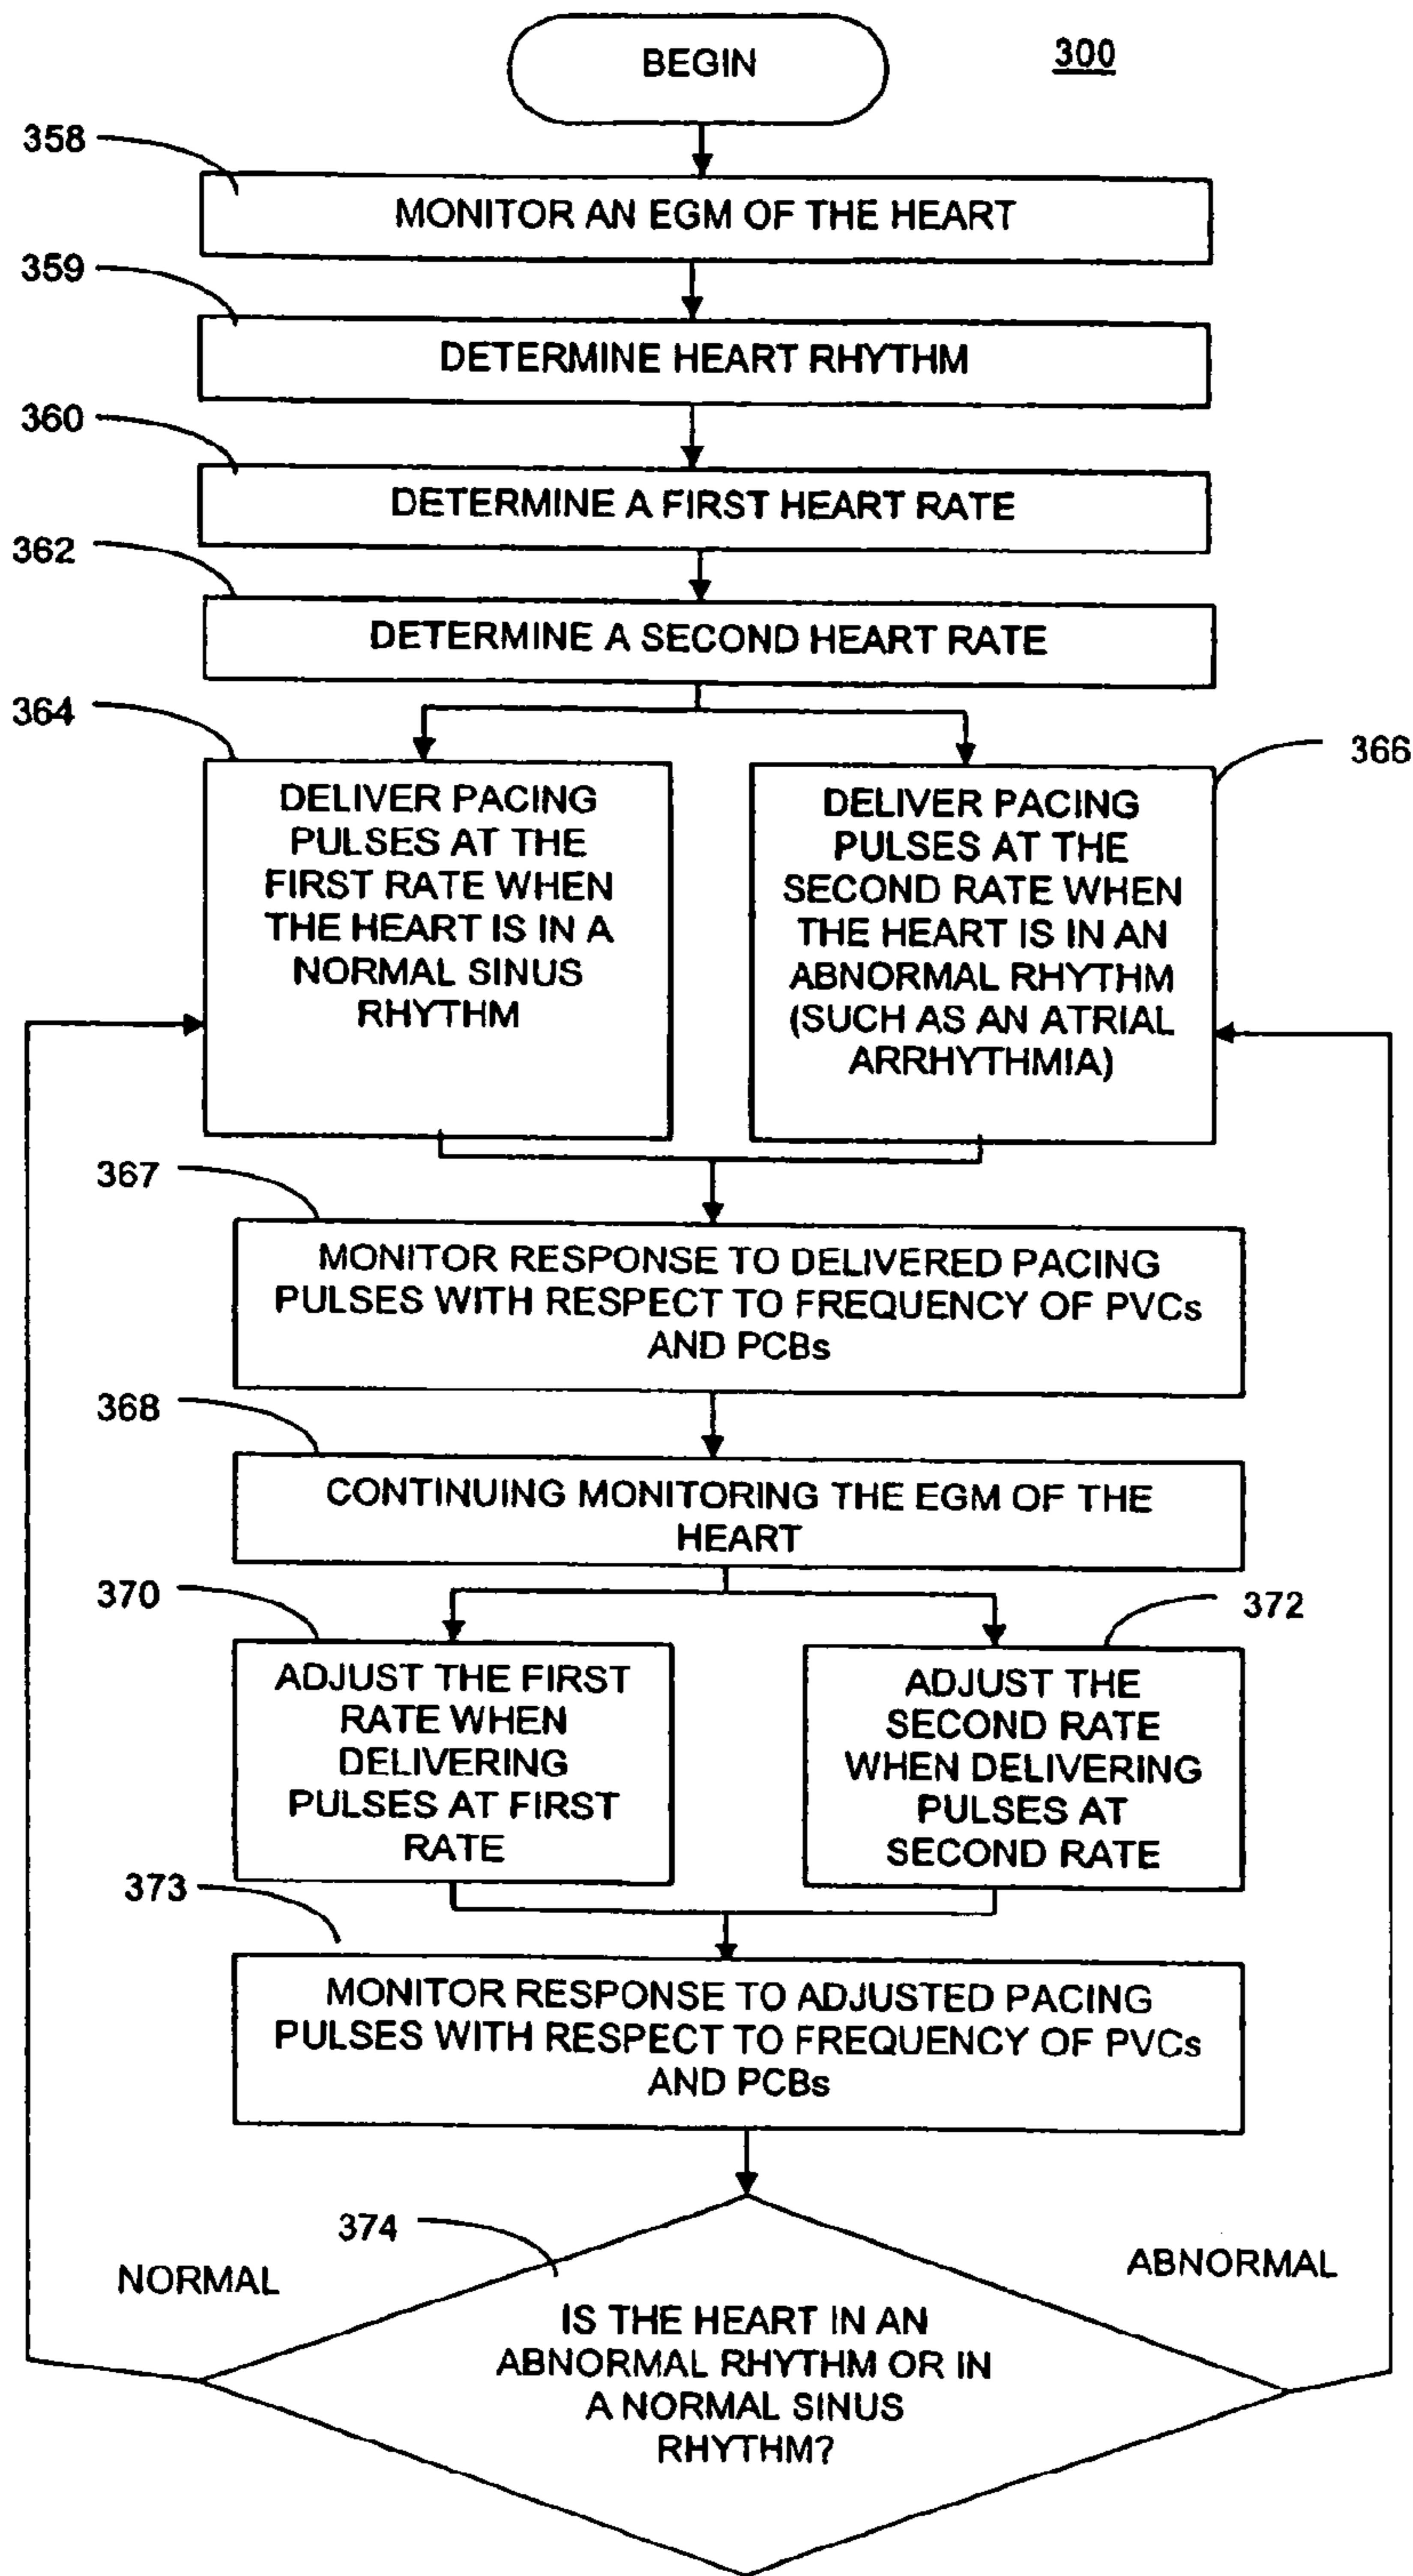 BEGIN
300
358
MONITOR AN EGM OF THE HEART
359
DETERMINE HEART RHYTHM
360
DETERMINE A FIRST HEART RATE
362
DETERMINE A SECOND HEART RATE
364
DELIVER PACING
PULSES AT THE
FIRST RATE WHEN
THE HEART IS IN A
NORMAL SINUS
RHYTHM
366
DELIVER PACING
PULSES AT THE
SECOND RATE WHEN
THE HEART IS IN AN
ABNORMAL RHYTHM
(SUCH AS AN ATRIAL
ARRHYTHMIA)
367
MONITOR RESPONSE TO DELIVERED PACING
PULSES WITH RESPECT TO FREQUENCY OF PVCs
AND PCBs
368
CONTINUING MONITORING THE EGM OF THE
HEART
370
ADJUST THE FIRST
RATE WHEN
DELIVERING
PULSES AT FIRST
RATE
372
ADJUST THE
SECOND RATE
WHEN DELIVERING
PULSES AT
SECOND RATE
373
MONITOR RESPONSE TO ADJUSTED PACING
PULSES WITH RESPECT TO FREQUENCY OF PVCs
AND PCBs
374
NORMAL
ABNORMAL
IS THE HEART IN AN
ABNORMAL RHYTHM OR IN
A NORMAL SINUS
RHYTHM?